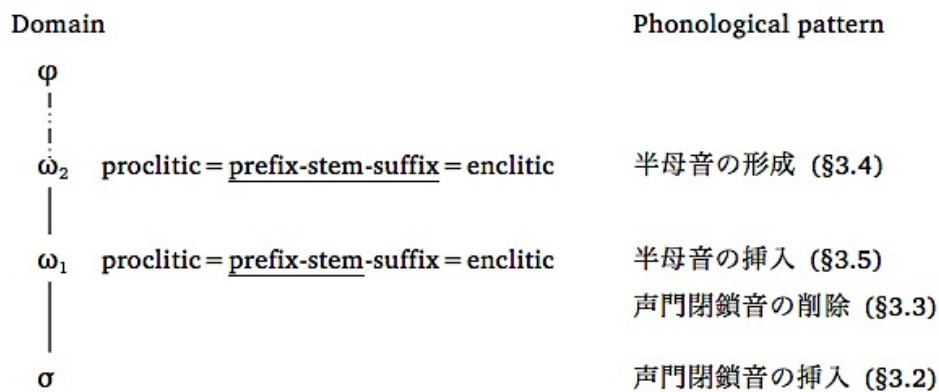 Domain Phonological pattern
φ
ω₂ proclitic=prefix-stem-suffix=enclitic 半母音の形成 (§3.4)
ω₁ proclitic=prefix-stem-suffix=enclitic 半母音の挿入 (§3.5)
声門閉鎖音の削除 (§3.3)
σ 声門閉鎖音の挿入 (§3.2)